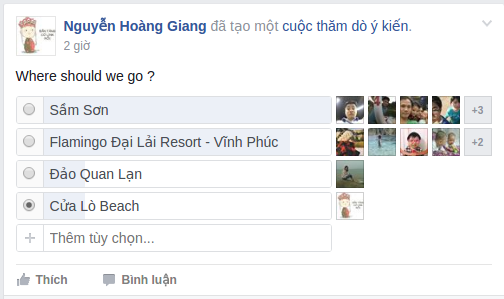 Nguyễn Hoàng Giang đã tạo một cuộc thăm dò ý kiến.
2 giờ
Where should we go ?
Sầm Sơn +3
Flamingo Đại Lải Resort - Vĩnh Phúc +2
Đảo Quan Lạn
Cửa Lò Beach
Thêm tùy chọn...
Thích Bình luận